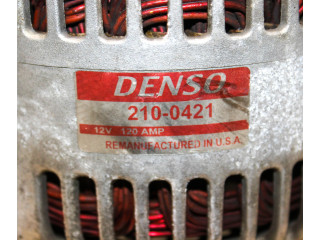 DENSO
210-0421
12V 120 AMP
REMANUFACTURED IN U.S.A.